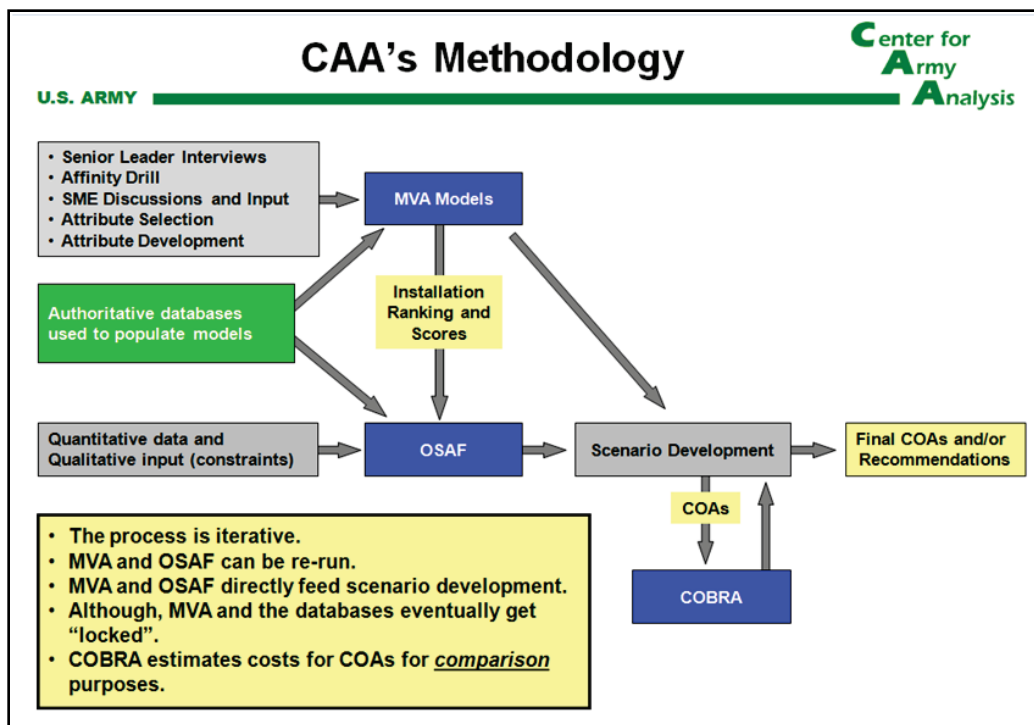 CAA's Methodology
Center for
Army
Analysis
U.S. ARMY
• Senior Leader Interviews
• Affinity Drill
• SME Discussions and Input
• Attribute Selection
• Attribute Development
MVA Models
Authoritative databases
used to populate models
Installation
Ranking and
Scores
Quantitative data and
Qualitative input (constraints)
OSAF
Scenario Development
Final COAs and/or
Recommendations
COAs
COBRA
• The process is iterative.
• MVA and OSAF can be re-run.
• MVA and OSAF directly feed scenario development.
• Although, MVA and the databases eventually get
"locked".
• COBRA estimates costs for COAs for comparison
purposes.